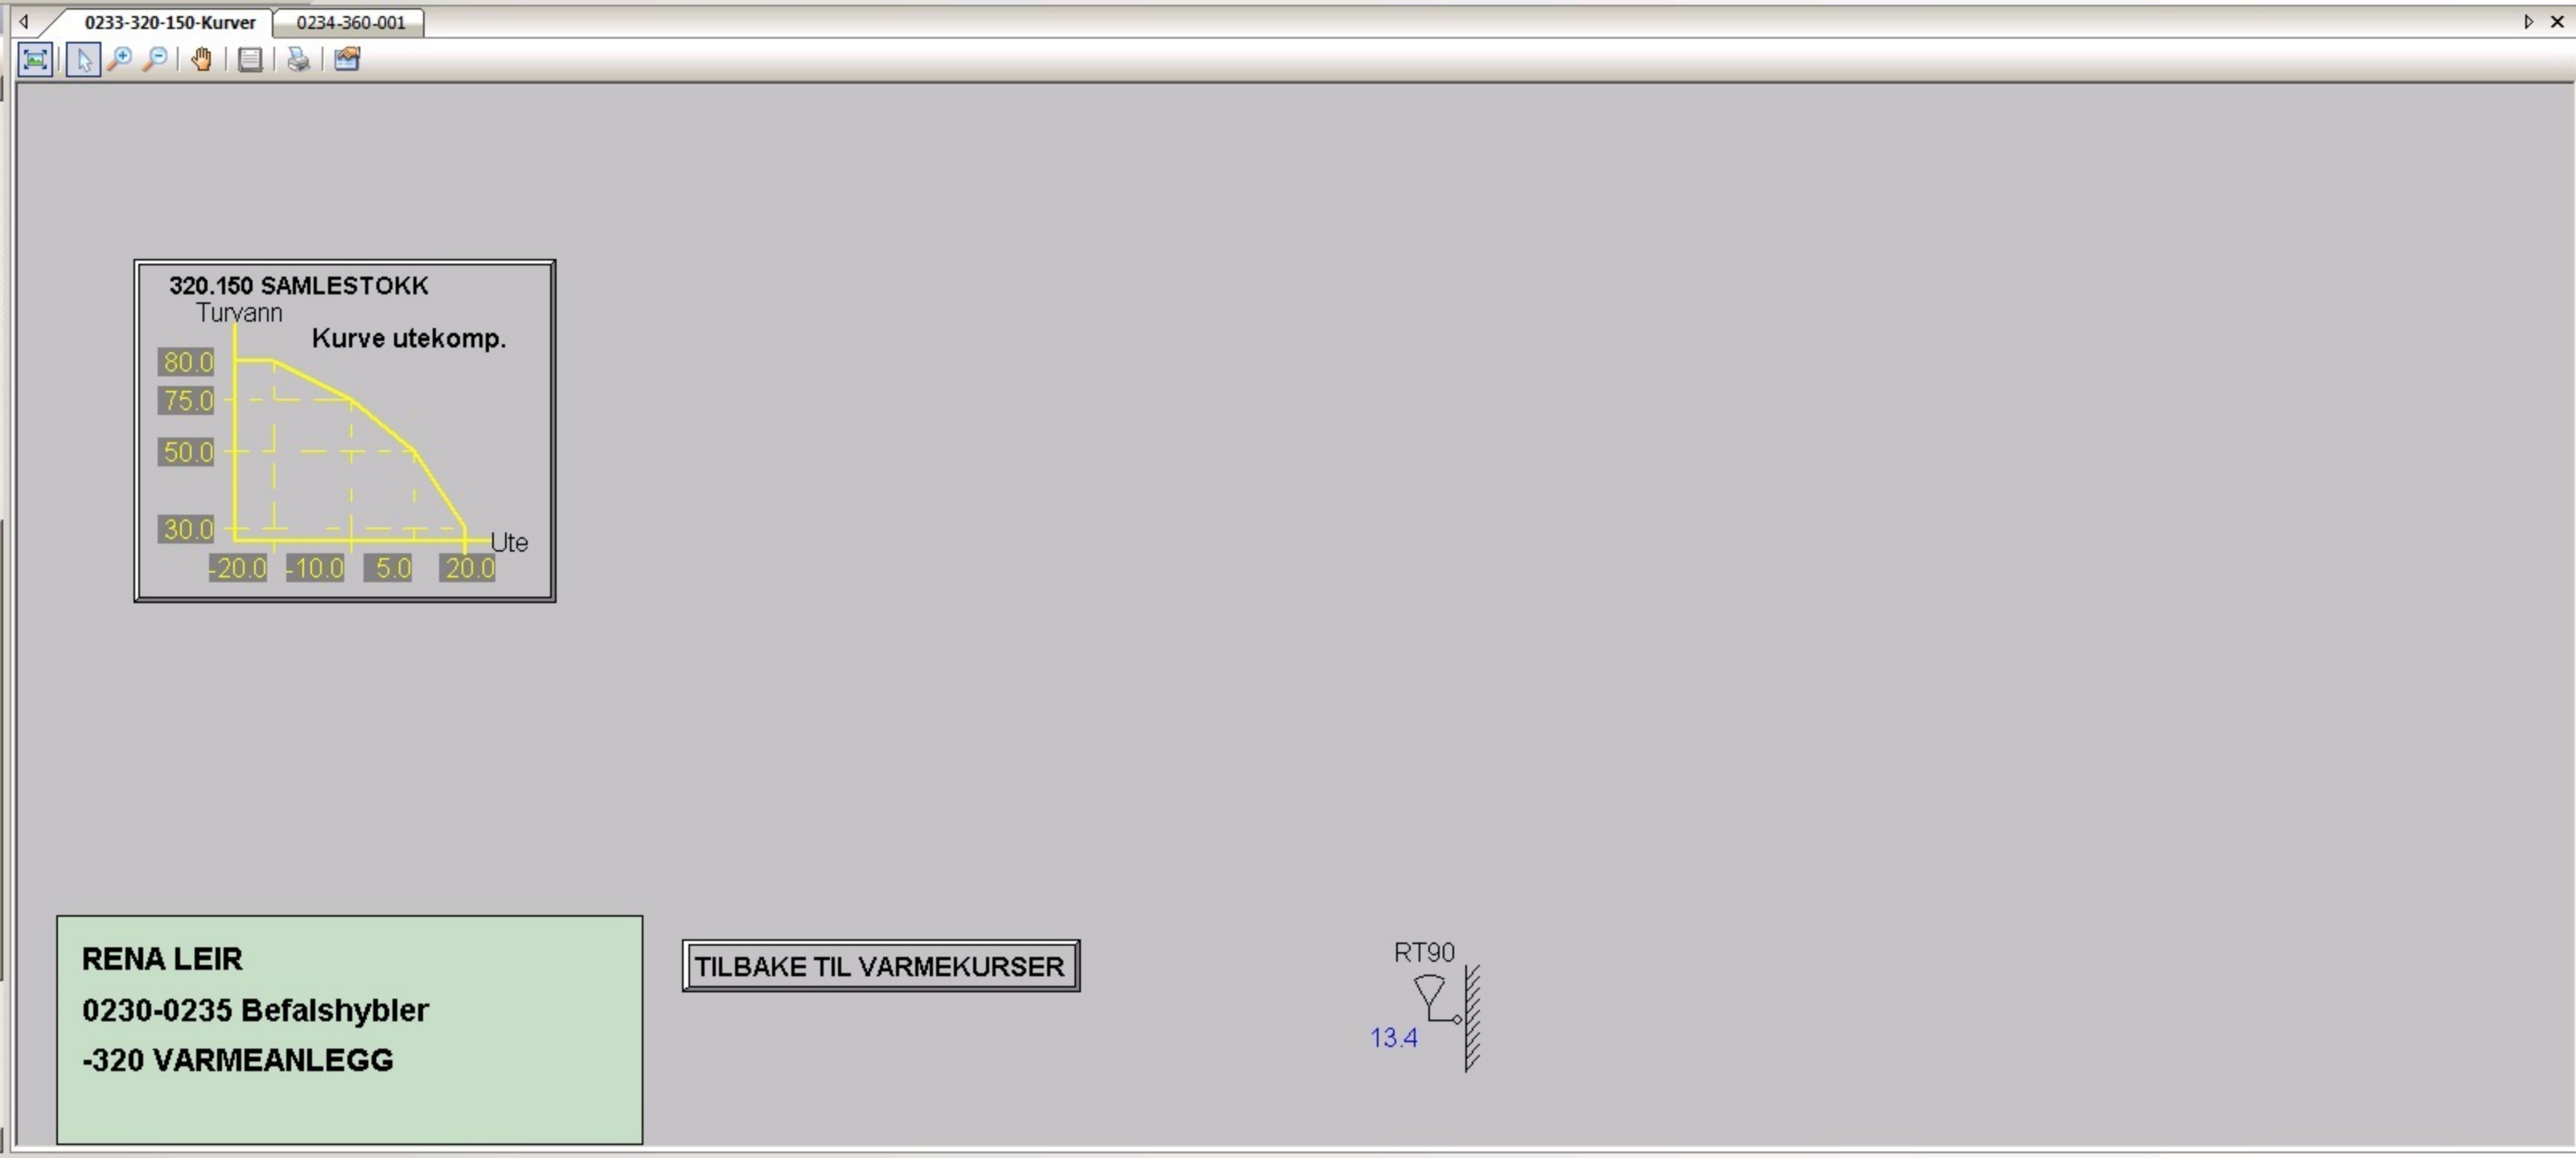 0233-320-150-Kurver
0234-360-001
320.150 SAMLESTOKK
Turvann
Kurve utekomp.
80.0
75.0
50.0
30.0
Ute
-20.0
-10.0
5.0
20.0
RENA LEIR
0230-0235 Befalshybler
-320 VARMEANLEGG
TILBAKE TIL VARMEKURSER
RT90
13.4